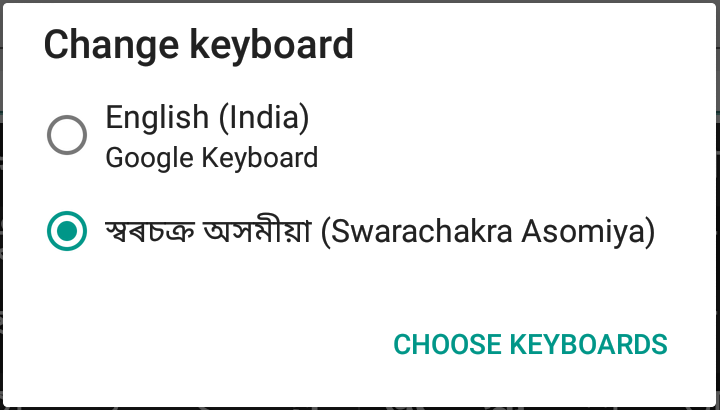 Change keyboard
English (India)
Google Keyboard
স্বৰচক্ৰ অসমীয়া (Swarachakra Asomiya)
CHOOSE KEYBOARDS